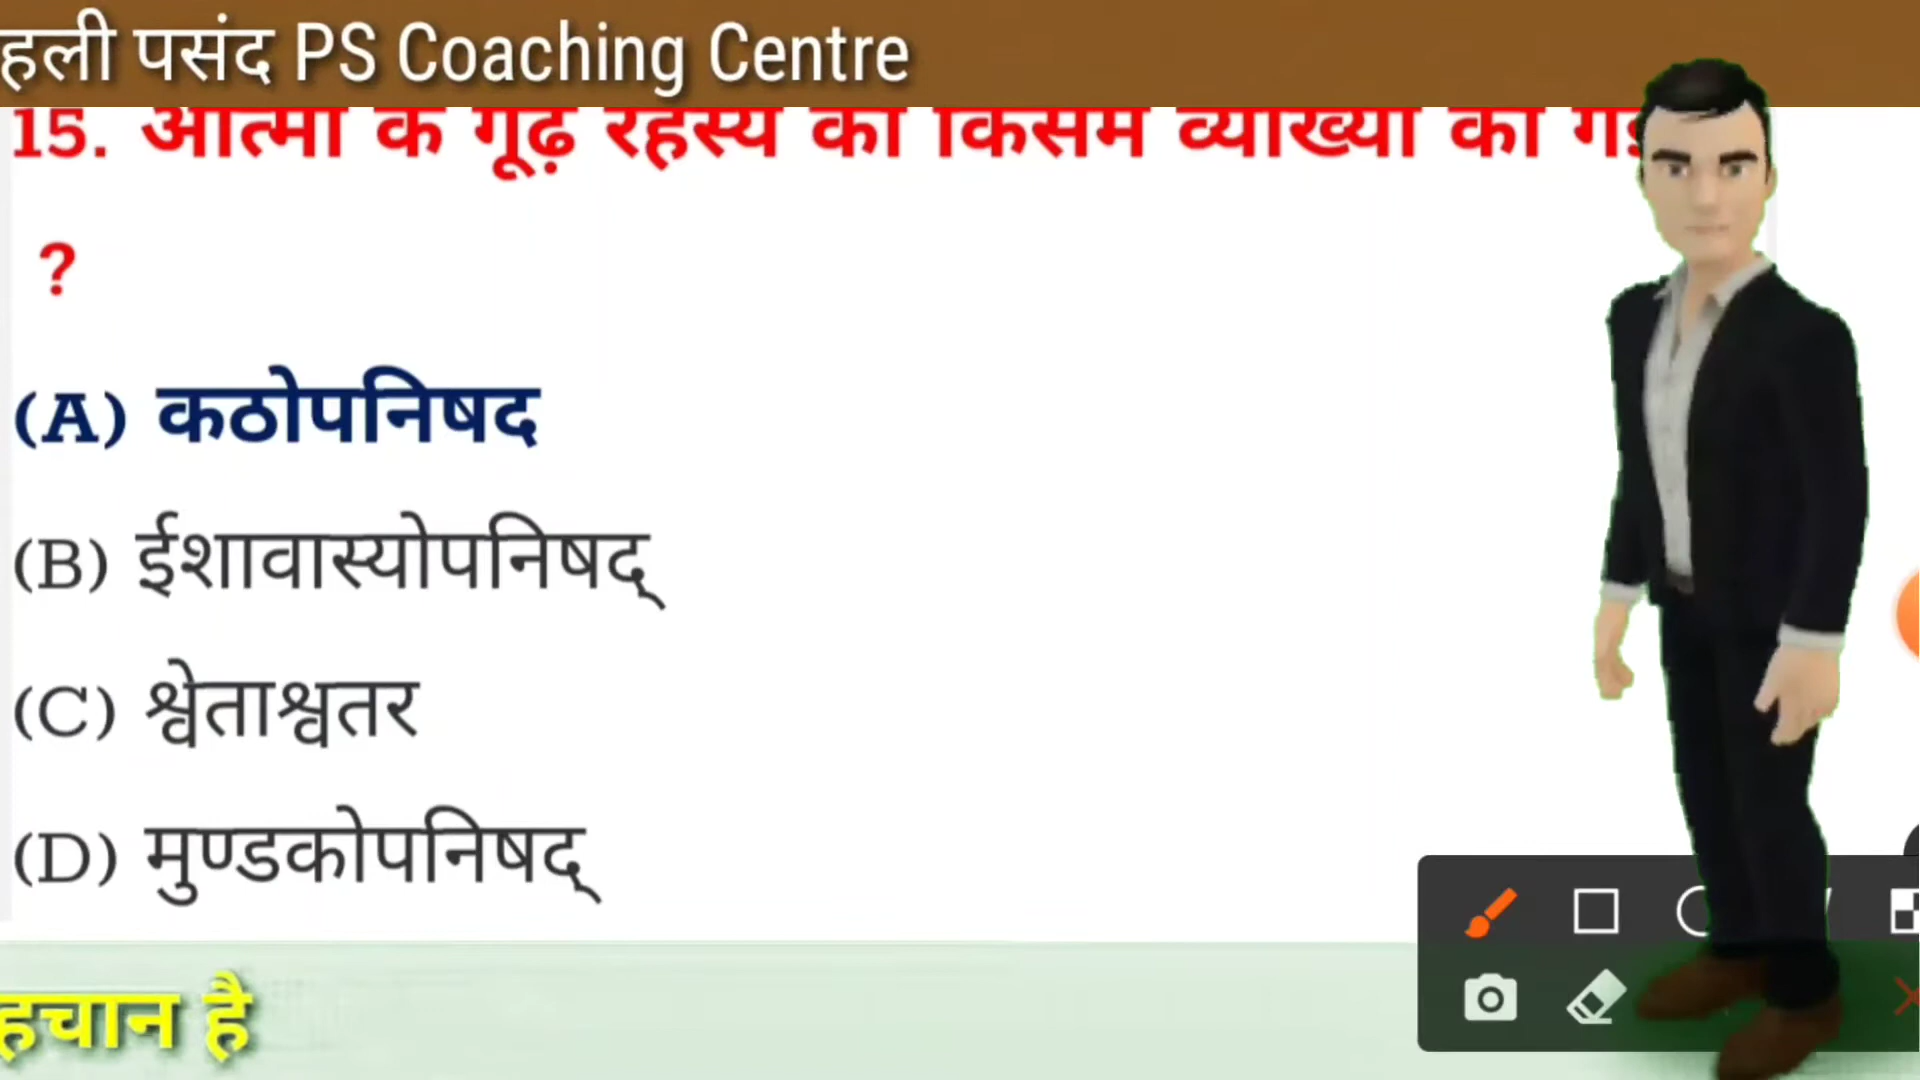 हली पसंद PS Coaching Centre
15. आत्मा के गूढ़ रहस्य की किसमें व्याख्या की
?
(A) कठोपनिषद
(B) ईशावास्योपनिषद्
(C) श्वेताश्वतर
(D) मुण्डकोपनिषद्
हचान है